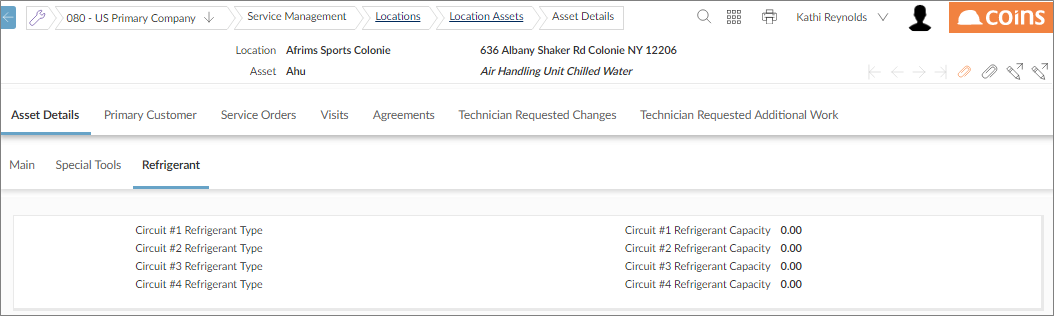 080 - US Primary Company Service Management Locations Location Assets Asset Details Kathi Reynolds coins
Location Afrims Sports Colonie 636 Albany Shaker Rd Colonie NY 12206
Asset Ahu Air Handling Unit Chilled Water
Asset Details Primary Customer Service Orders Visits Agreements Technician Requested Changes Technician Requested Additional Work
Main Special Tools Refrigerant
Circuit #1 Refrigerant Type Circuit #1 Refrigerant Capacity 0.00
Circuit #2 Refrigerant Type Circuit #2 Refrigerant Capacity 0.00
Circuit #3 Refrigerant Type Circuit #3 Refrigerant Capacity 0.00
Circuit #4 Refrigerant Type Circuit #4 Refrigerant Capacity 0.00